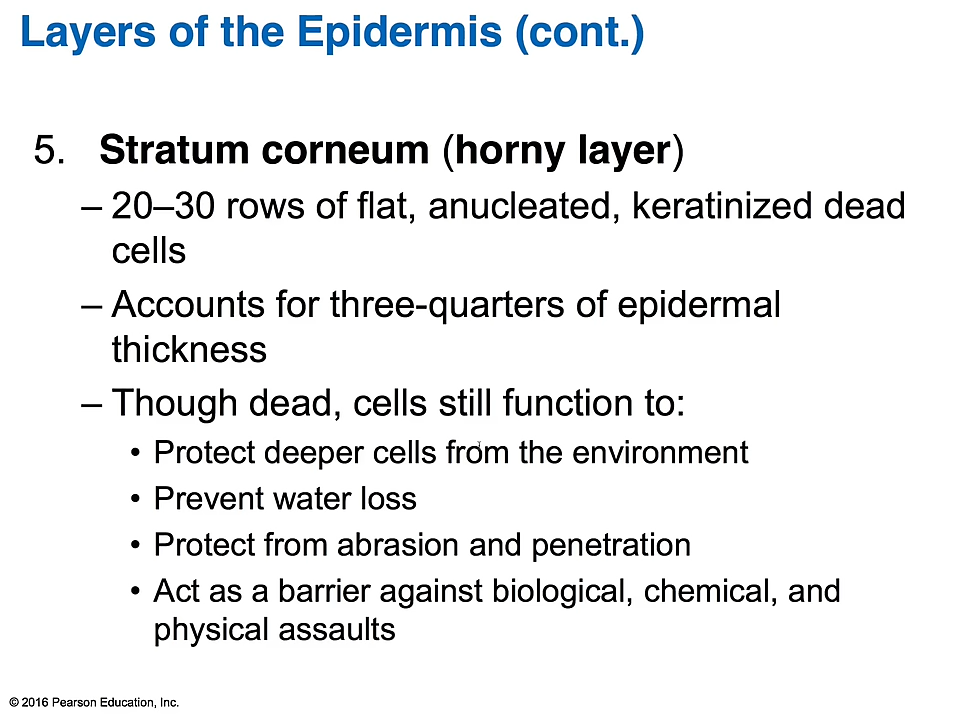 Layers of the Epidermis (cont.)
5. Stratum corneum (horny layer)
– 20–30 rows of flat, anucleated, keratinized dead
cells
– Accounts for three-quarters of epidermal
thickness
– Though dead, cells still function to:
• Protect deeper cells from the environment
• Prevent water loss
• Protect from abrasion and penetration
• Act as a barrier against biological, chemical, and
physical assaults
© 2016 Pearson Education, Inc.